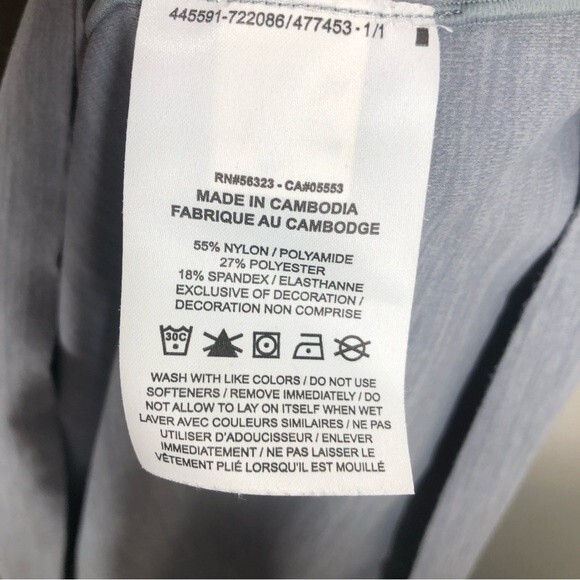 445591-722086/477453-1/1
RN#56323 - CA#05553
MADE IN CAMBODIA
FABRIQUE AU CAMBODGE
55% NYLON / POLYAMIDE
27% POLYESTER
18% SPANDEX / ELASTHANNE
EXCLUSIVE OF DECORATION /
DECORATION NON COMPRISE
30C
WASH WITH LIKE COLORS / DO NOT USE
SOFTENERS / REMOVE IMMEDIATELY / DO
NOT ALLOW TO LAY ON ITSELF WHEN WET
LAVER AVEC COULEURS SIMILAIRES / NE PAS
UTILISER D'ADOUCISSEUR / ENLEVER
IMMEDIATEMENT / NE PAS LAISSER LE
VÊTEMENT PLIÉ LORSQU'IL EST MOUILLÉ